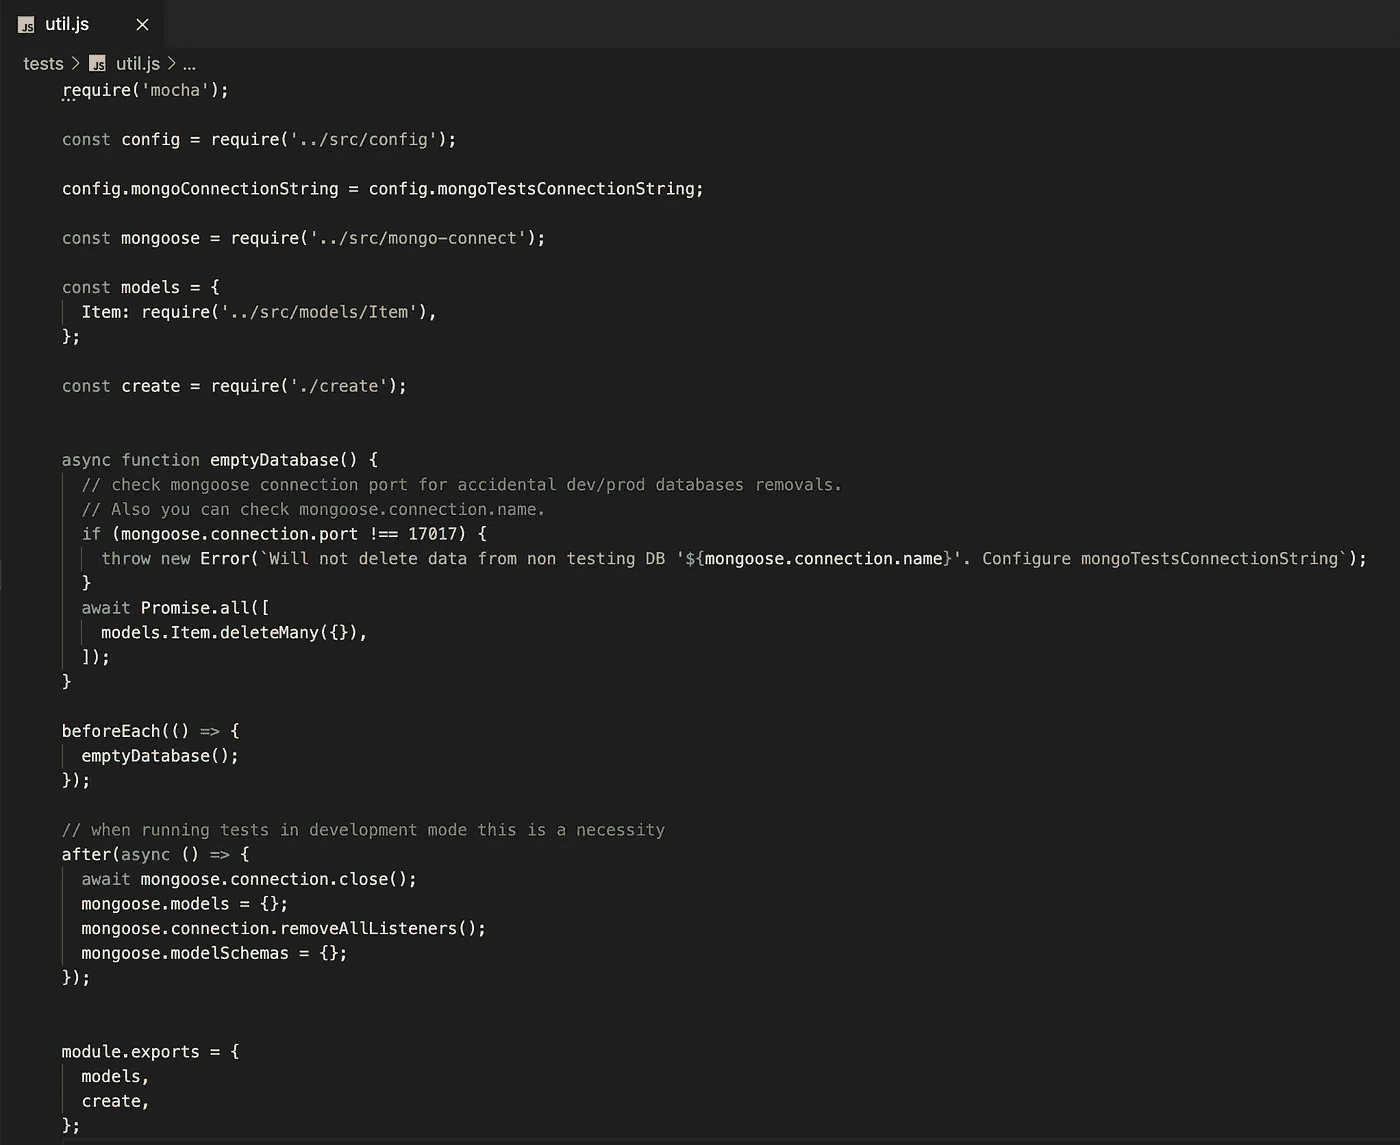 JS util.js ×
tests > JS util.js > ...
require('mocha');
const config = require('../src/config');
config.mongoConnectionString = config.mongoTestsConnectionString;
const mongoose = require('../src/mongo-connect');
const models = {
  Item: require('../src/models/Item'),
};
const create = require('./create');
async function emptyDatabase() {
  // check mongoose connection port for accidental dev/prod databases removals.
  // Also you can check mongoose.connection.name.
  if (mongoose.connection.port !== 17017) {
    throw new Error(`Will not delete data from non testing DB '${mongoose.connection.name}'. Configure mongoTestsConnectionString`);
  }
  await Promise.all([
    models.Item.deleteMany({}),
  ]);
}
beforeEach(() => {
  emptyDatabase();
});
// when running tests in development mode this is a necessity
after(async () => {
  await mongoose.connection.close();
  mongoose.models = {};
  mongoose.connection.removeAllListeners();
  mongoose.modelSchemas = {};
});
module.exports = {
  models,
  create,
};